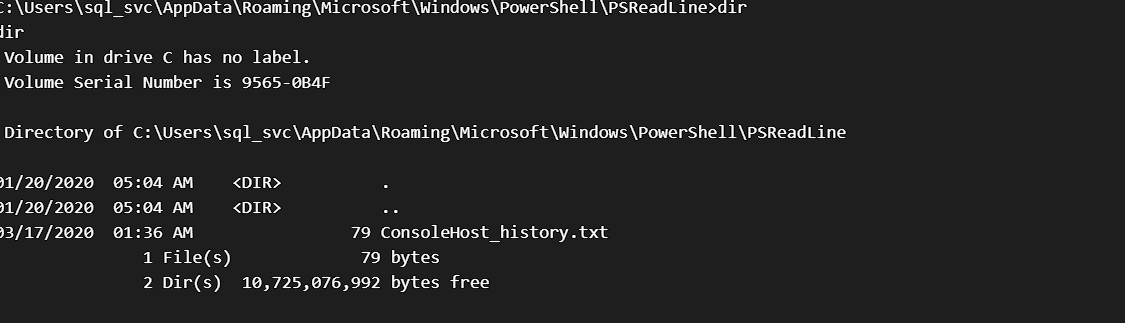 C:\Users\sql_svc\AppData\Roaming\Microsoft\Windows\PowerShell\PSReadLine>dir
dir
Volume in drive C has no label.
Volume Serial Number is 9565-0B4F
Directory of C:\Users\sql_svc\AppData\Roaming\Microsoft\Windows\PowerShell\PSReadLine
01/20/2020  05:04 AM    <DIR>          .
01/20/2020  05:04 AM    <DIR>          ..
03/17/2020  01:36 AM                79 ConsoleHost_history.txt
1 File(s)             79 bytes
2 Dir(s)  10,725,076,992 bytes free